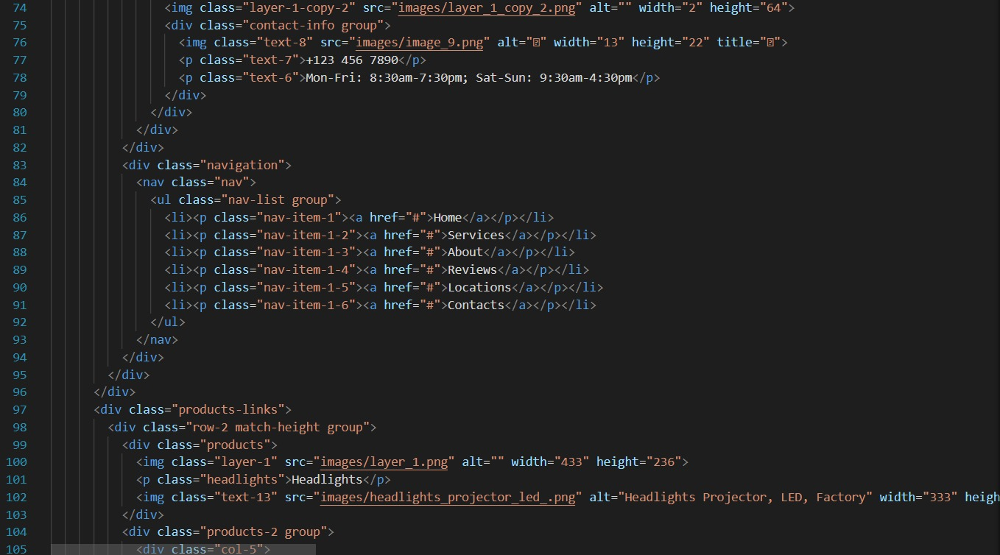 74 <img class="layer-1-copy-2" src="images/layer_1_copy_2.png" alt="" width="2" height="64">
75 <div class="contact-info group">
76 <img class="text-8" src="images/image_9.png" alt="" width="13" height="22" title="">
77 <p class="text-7">+123 456 7890</p>
78 <p class="text-6">Mon-Fri: 8:30am-7:30pm; Sat-Sun: 9:30am-4:30pm</p>
79 </div>
80 </div>
81 </div>
82 </div>
83 <div class="navigation">
84 <nav class="nav">
85 <ul class="nav-list group">
86 <li><p class="nav-item-1"><a href="#">Home</a></p></li>
87 <li><p class="nav-item-1-2"><a href="#">Services</a></p></li>
88 <li><p class="nav-item-1-3"><a href="#">About</a></p></li>
89 <li><p class="nav-item-1-4"><a href="#">Reviews</a></p></li>
90 <li><p class="nav-item-1-5"><a href="#">Locations</a></p></li>
91 <li><p class="nav-item-1-6"><a href="#">Contacts</a></p></li>
92 </ul>
93 </nav>
94 </div>
95 </div>
96 </div>
97 <div class="products-links">
98 <div class="row-2 match-height group">
99 <div class="products">
100 <img class="layer-1" src="images/layer_1.png" alt="" width="433" height="236">
101 <p class="headlights">Headlights</p>
102 <img class="text-13" src="images/headlights_projector_led_.png" alt="Headlights Projector, LED, Factory" width="333" heigh
103 </div>
104 <div class="products-2 group">
105 <div class="col-5">